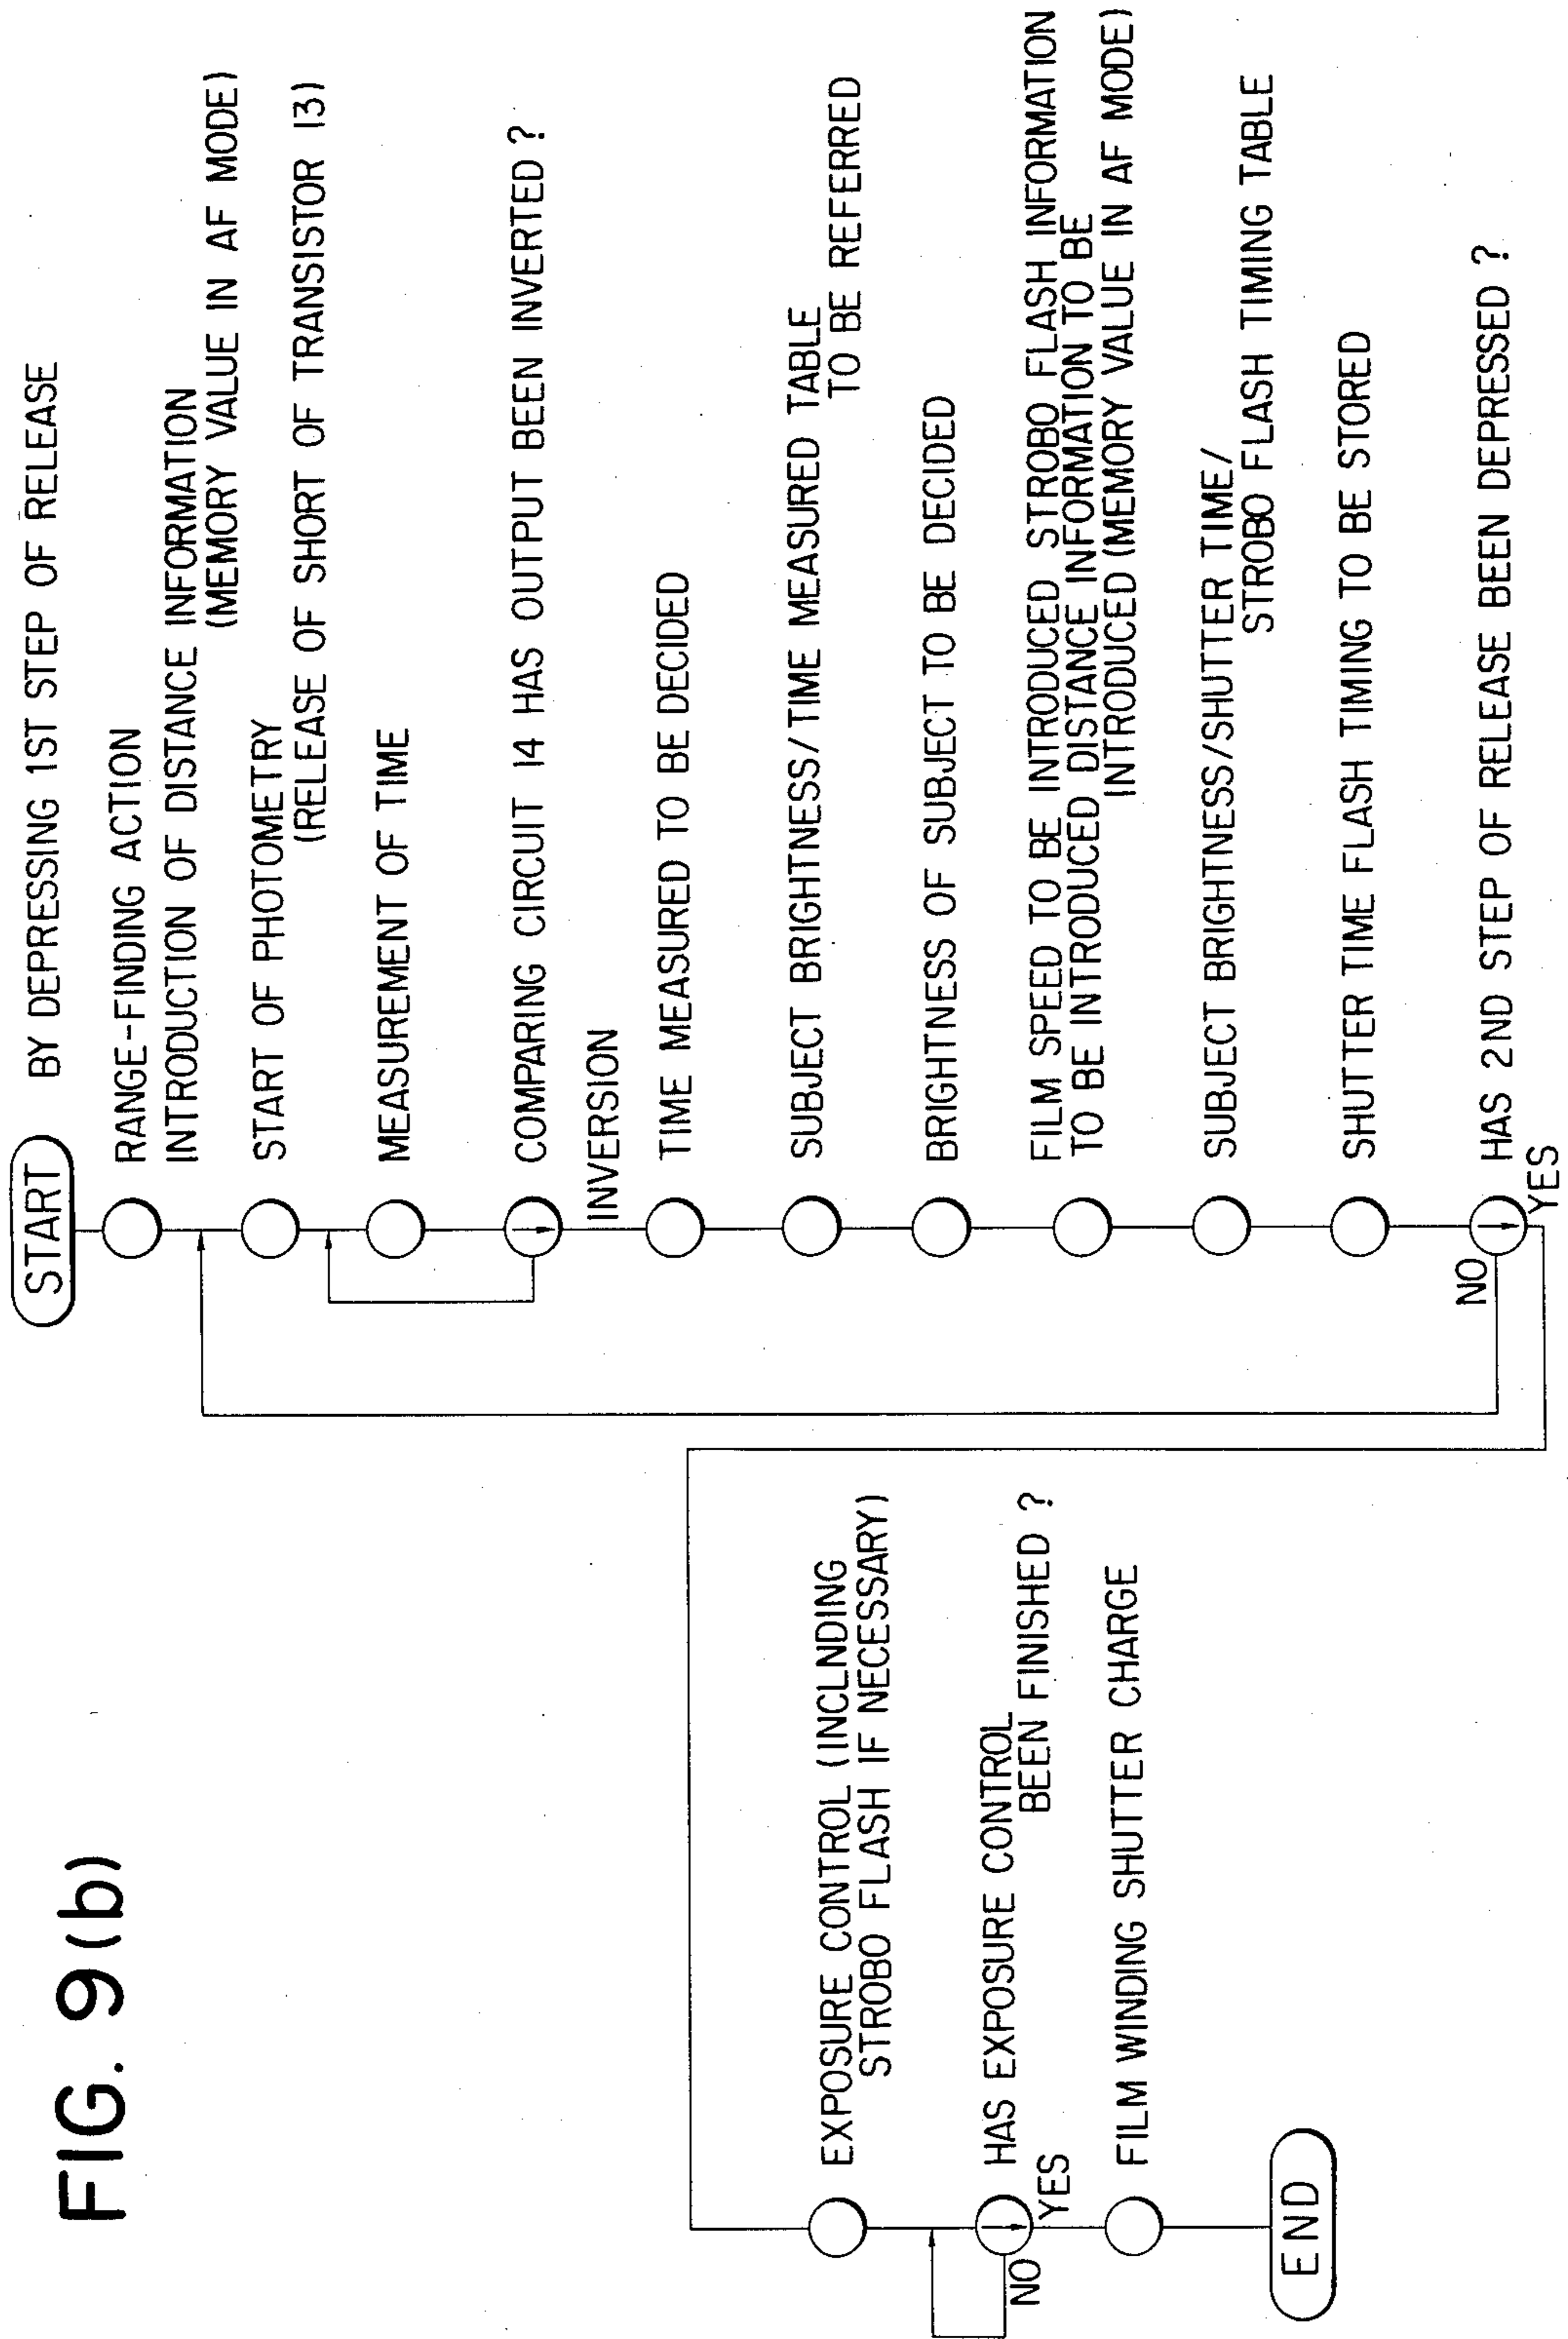 FIG. 9(b)
START
BY DEPRESSING 1ST STEP OF RELEASE
RANGE-FINDING ACTION
INTRODUCTION OF DISTANCE INFORMATION
(MEMORY VALUE IN AF MODE)
START OF PHOTOMETRY
(RELEASE OF SHORT OF TRANSISTOR 13)
MEASUREMENT OF TIME
COMPARING CIRCUIT 14 HAS OUTPUT BEEN INVERTED ?
INVERSION
TIME MEASURED TO BE DECIDED
SUBJECT BRIGHTNESS/TIME MEASURED TABLE
TO BE REFERRED
BRIGHTNESS OF SUBJECT TO BE DECIDED
FILM SPEED TO BE INTRODUCED STROBO FLASH INFORMATION
TO BE INTRODUCED DISTANCE INFORMATION TO BE
INTRODUCED (MEMORY VALUE IN AF MODE)
SUBJECT BRIGHTNESS/SHUTTER TIME/
STROBO FLASH TIMING TABLE
SHUTTER TIME FLASH TIMING TO BE STORED
HAS 2ND STEP OF RELEASE BEEN DEPRESSED ?
NO
YES
EXPOSURE CONTROL (INCLNDING
STROBO FLASH IF NECESSARY)
HAS EXPOSURE CONTROL
BEEN FINISHED ?
NO
YES
FILM WINDING SHUTTER CHARGE
END